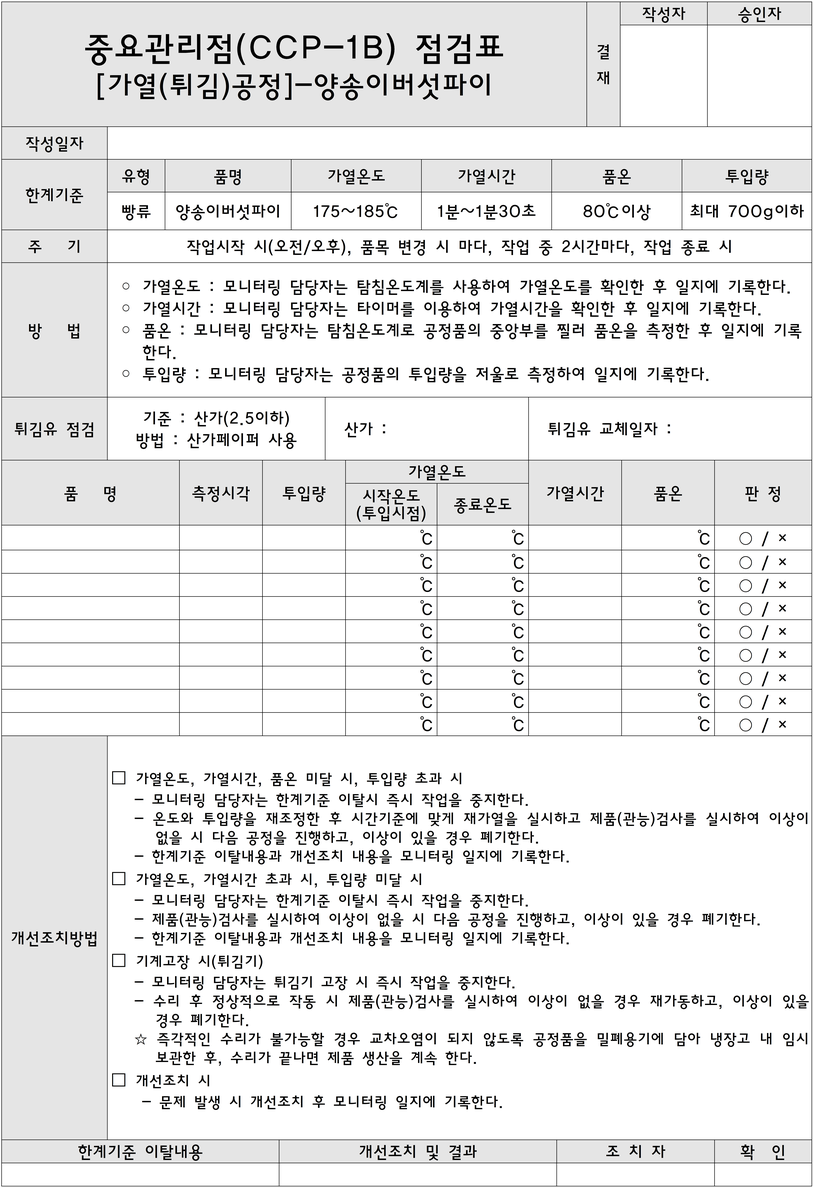 중요관리점(CCP-1B) 점검표
[가열(튀김)공정]-양송이버섯파이
결
재
작성자 승인자
작성일자
한계기준
유형 품명 가열온도 가열시간 품온 투입량
빵류 양송이버섯파이 175~185℃ 1분~1분30초 80℃이상 최대 700g이하
주 기 작업시작 시(오전/오후), 품목 변경 시 마다, 작업 중 2시간마다, 작업 종료 시
방 법
○ 가열온도 : 모니터링 담당자는 탐침온도계를 사용하여 가열온도를 확인한 후 일지에 기록한다.
○ 가열시간 : 모니터링 담당자는 타이머를 이용하여 가열시간을 확인한 후 일지에 기록한다.
○ 품온 : 모니터링 담당자는 탐침온도계로 공정품의 중앙부를 찔러 품온을 측정한 후 일지에 기록
한다.
○ 투입량 : 모니터링 담당자는 공정품의 투입량을 저울로 측정하여 일지에 기록한다.
튀김유 점검
기준 : 산가(2.5이하)
방법 : 산가페이퍼 사용
산가 :
튀김유 교체일자 :
품 명 측정시각 투입량 가열온도 가열시간 품온 판 정
시작온도
(투입시점)
종료온도
℃ ℃ ℃ ○ / ×
℃ ℃ ℃ ○ / ×
℃ ℃ ℃ ○ / ×
℃ ℃ ℃ ○ / ×
℃ ℃ ℃ ○ / ×
℃ ℃ ℃ ○ / ×
℃ ℃ ℃ ○ / ×
℃ ℃ ℃ ○ / ×
℃ ℃ ℃ ○ / ×
개선조치방법
□ 가열온도, 가열시간, 품온 미달 시, 투입량 초과 시
- 모니터링 담당자는 한계기준 이탈시 즉시 작업을 중지한다.
- 온도와 투입량을 재조정한 후 시간기준에 맞게 재가열을 실시하고 제품(관능)검사를 실시하여 이상이
없을 시 다음 공정을 진행하고, 이상이 있을 경우 폐기한다.
- 한계기준 이탈내용과 개선조치 내용을 모니터링 일지에 기록한다.
□ 가열온도, 가열시간 초과 시, 투입량 미달 시
- 모니터링 담당자는 한계기준 이탈시 즉시 작업을 중지한다.
- 제품(관능)검사를 실시하여 이상이 없을 시 다음 공정을 진행하고, 이상이 있을 경우 폐기한다.
- 한계기준 이탈내용과 개선조치 내용을 모니터링 일지에 기록한다.
□ 기계고장 시(튀김기)
- 모니터링 담당자는 튀김기 고장 시 즉시 작업을 중지한다.
- 수리 후 정상적으로 작동 시 제품(관능)검사를 실시하여 이상이 없을 경우 재가동하고, 이상이 있을
경우 폐기한다.
☆ 즉각적인 수리가 불가능할 경우 교차오염이 되지 않도록 공정품을 밀폐용기에 담아 냉장고 내 임시
보관한 후, 수리가 끝나면 제품 생산을 계속 한다.
□ 개선조치 시
- 문제 발생 시 개선조치 후 모니터링 일지에 기록한다.
한계기준 이탈내용 개선조치 및 결과 조 치 자 확 인